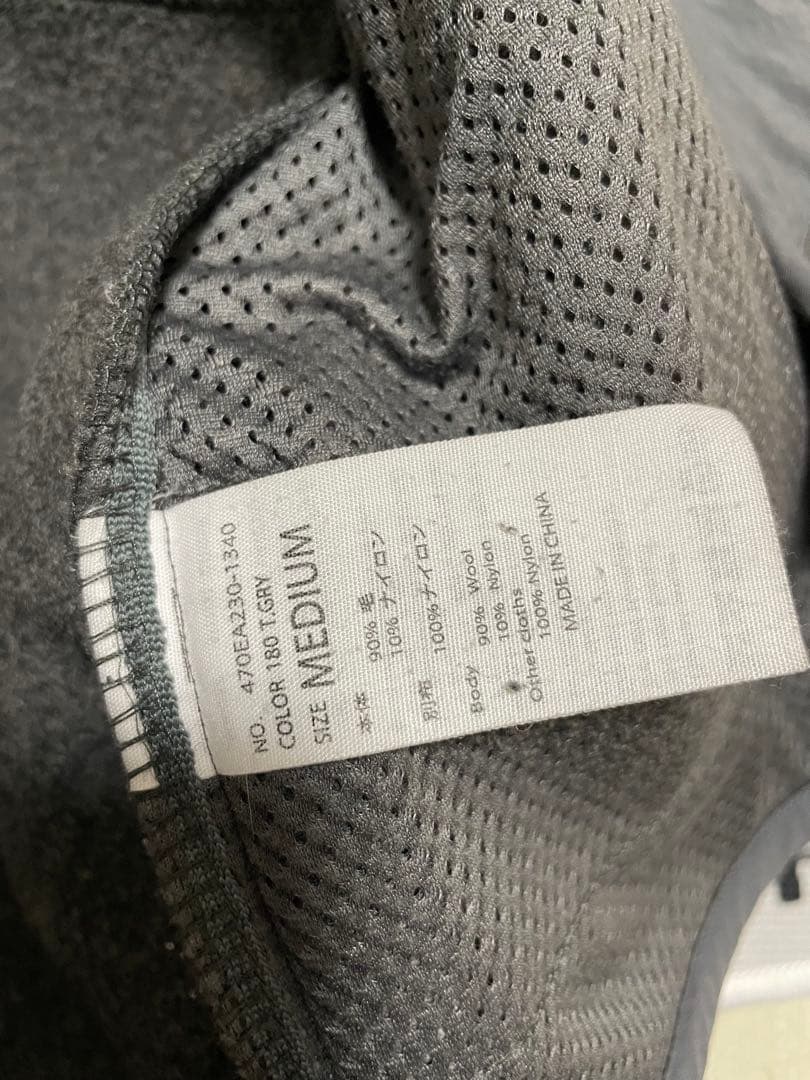 NO. 470EA230-1340
COLOR 180 T.GRY
SIZE MEDIUM
本体 90% 毛
10% ナイロン
別布 100% ナイロン
Body 90% Wool
10% Nylon
Other cloths
100% Nylon
MADE IN CHINA